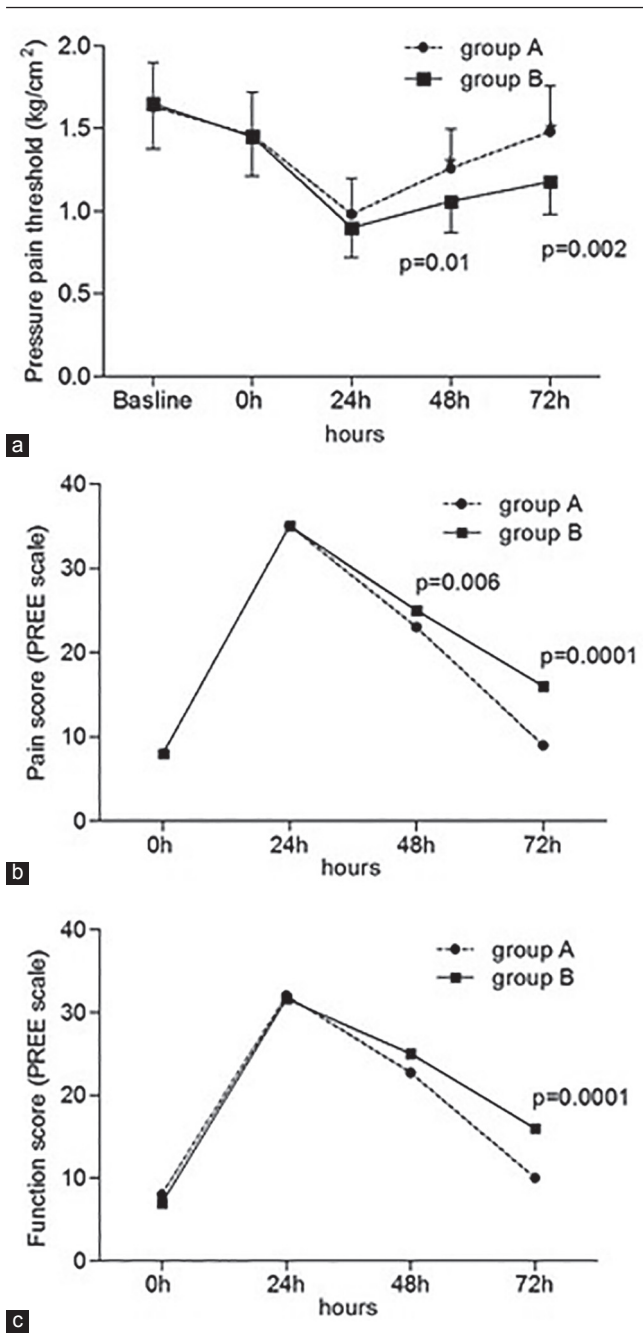 Pressure pain threshold (kg/cm²)
2.0
1.5
1.0
0.5
0.0
group A
group B
p=0.01
p=0.002
Basline 0h 24h 48h 72h
hours
a
Pain score (PREE scale)
40
30
20
10
0
group A
group B
p=0.006
p=0.0001
0h 24h 48h 72h
hours
b
Function score (PREE scale)
40
30
20
10
0
group A
group B
p=0.0001
0h 24h 48h 72h
hours
c